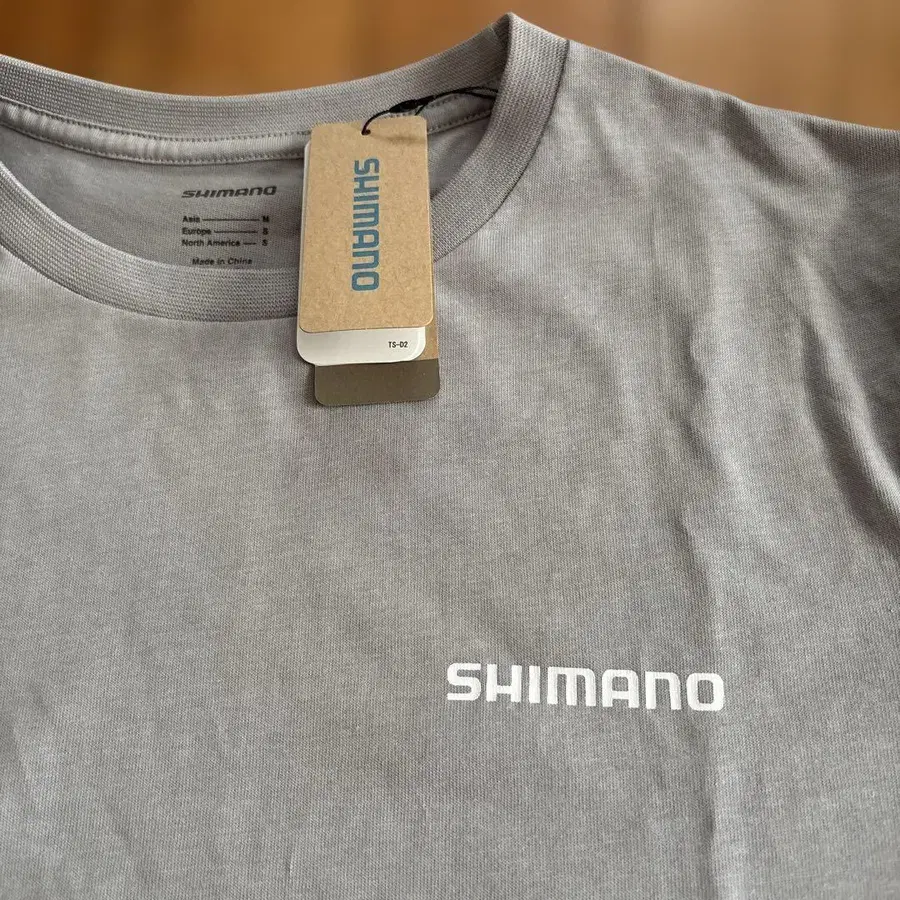 SHIMANO
Asia M
Europe S
North America S
Made in China
SHIMANO
TS-02
SHIMANO